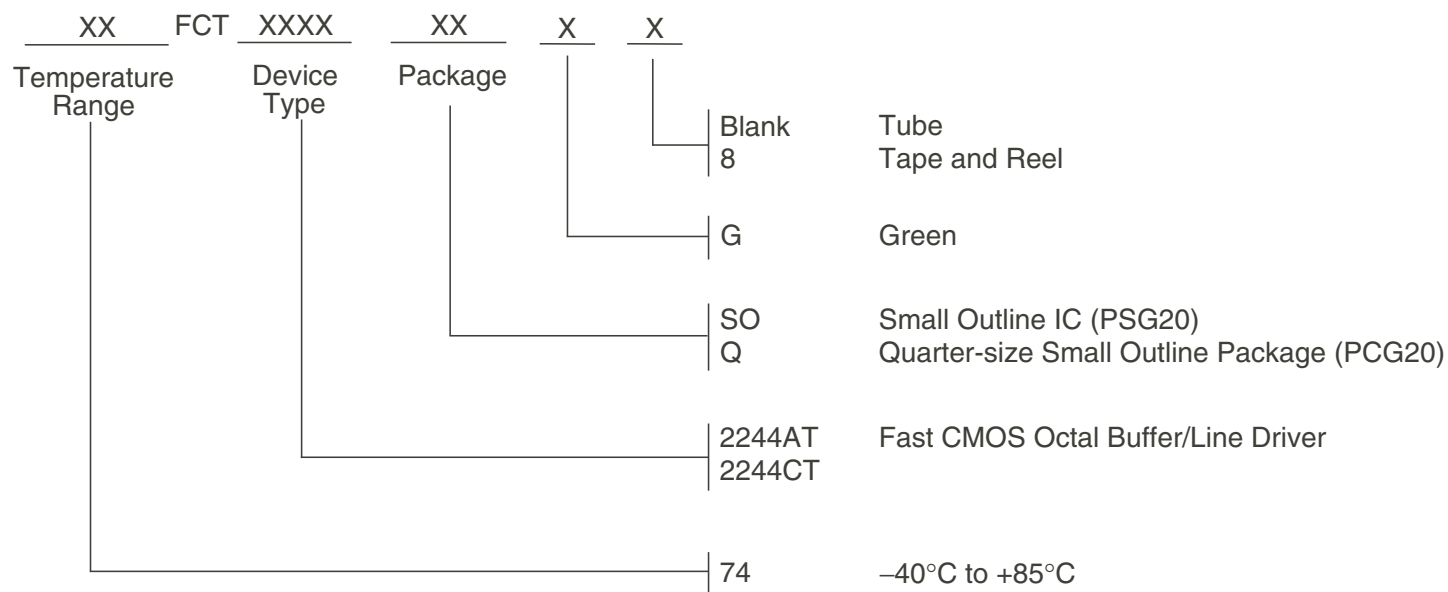 XX FCT XXXX XX X X
Temperature Range
Device Type
Package
Blank Tube
8 Tape and Reel
G Green
SO Small Outline IC (PSG20)
Q Quarter-size Small Outline Package (PCG20)
2244AT Fast CMOS Octal Buffer/Line Driver
2244CT
74 –40°C to +85°C